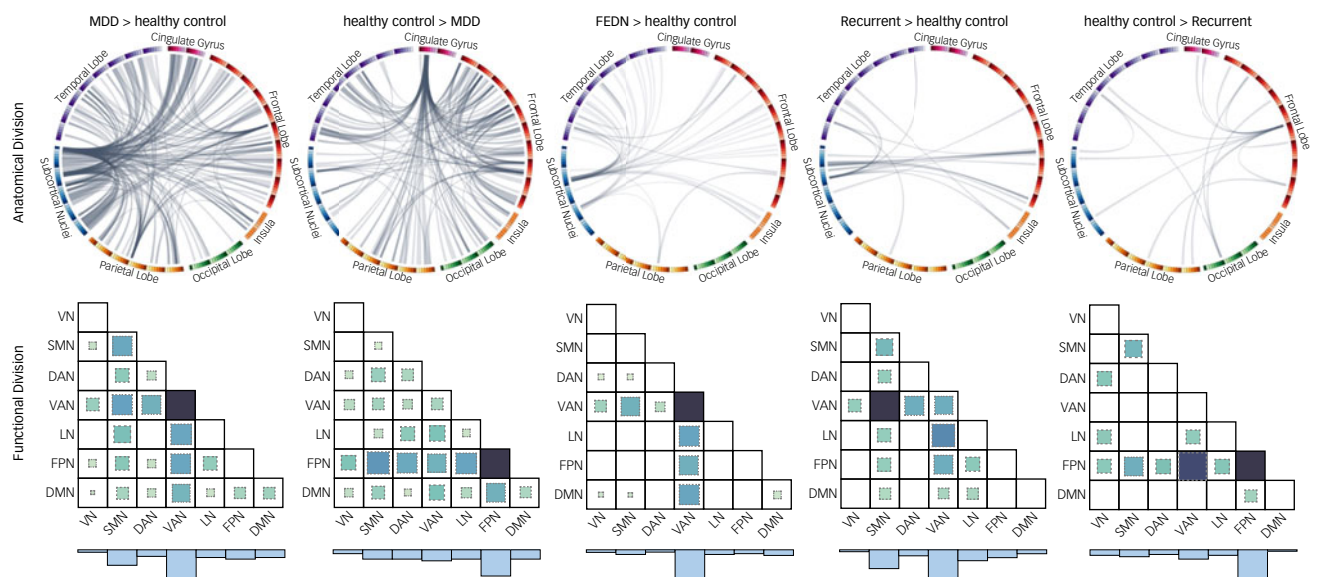 MDD > healthy control
healthy control > MDD
FEDN > healthy control
Recurrent > healthy control
healthy control > Recurrent
Anatomical Division
Cingulate Gyrus
Frontal Lobe
Insula
Occipital Lobe
Parietal Lobe
Subcortical Nuclei
Temporal Lobe
Cingulate Gyrus
Frontal Lobe
Insula
Occipital Lobe
Parietal Lobe
Subcortical Nuclei
Temporal Lobe
Cingulate Gyrus
Frontal Lobe
Insula
Occipital Lobe
Parietal Lobe
Subcortical Nuclei
Temporal Lobe
Cingulate Gyrus
Frontal Lobe
Insula
Occipital Lobe
Parietal Lobe
Subcortical Nuclei
Temporal Lobe
Cingulate Gyrus
Frontal Lobe
Insula
Occipital Lobe
Parietal Lobe
Subcortical Nuclei
Temporal Lobe
Functional Division
VN
SMN
DAN
VAN
LN
FPN
DMN
VN SMN DAN VAN LN FPN DMN
VN
SMN
DAN
VAN
LN
FPN
DMN
VN SMN DAN VAN LN FPN DMN
VN
SMN
DAN
VAN
LN
FPN
DMN
VN SMN DAN VAN LN FPN DMN
VN
SMN
DAN
VAN
LN
FPN
DMN
VN SMN DAN VAN LN FPN DMN
VN
SMN
DAN
VAN
LN
FPN
DMN
VN SMN DAN VAN LN FPN DMN